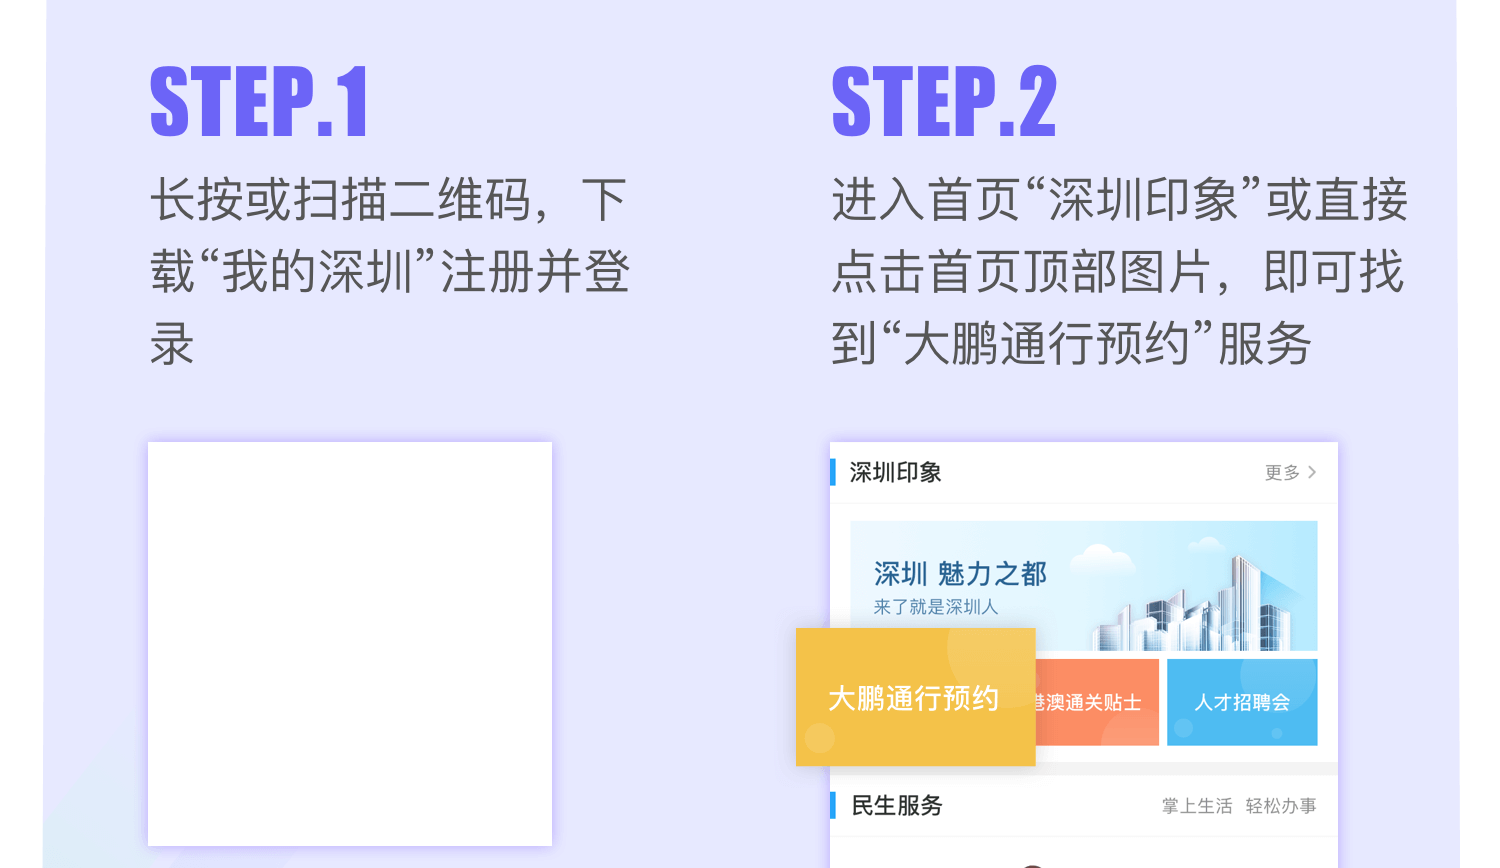 STEP.1
长按或扫描二维码，下
载“我的深圳”注册并登
录
STEP.2
进入首页“深圳印象”或直接
点击首页顶部图片，即可找
到“大鹏通行预约”服务
深圳印象
更多
深圳 魅力之都
来了就是深圳人
大鹏通行预约
港澳通关贴士
人才招聘会
民生服务
掌上生活 轻松办事